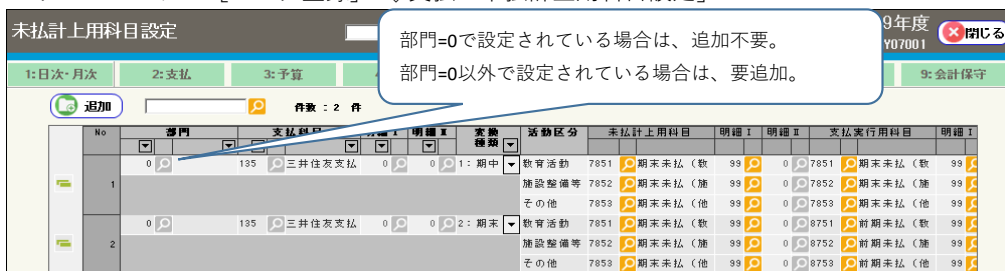 未払計上用科目設定
9年度
Y07001
閉じる
部門=0で設定されている場合は、追加不要。
部門=0以外で設定されている場合は、要追加。
1:日次・月次 2:支払 3:予算 9:会計保守
追加 件数:2 件
No 部門 支払科目 明細Ⅱ 変換種類 活動区分 未払計上用科目 明細Ⅰ 明細Ⅱ 支払実行用科目 明細Ⅰ
1 0 135 三井住友支払 0 0 1:期中 教育活動 7851 期末未払(教 99 0 7851 期末未払(教 99
施設整備等 7852 期末未払(施 99 0 7852 期末未払(施 99
その他 7853 期末未払(他 99 0 7853 期末未払(他 99
2 0 135 三井住友支払 0 0 2:期末 教育活動 7851 期末未払(教 99 0 8751 前期未払(教 99
施設整備等 7852 期末未払(施 99 0 8752 前期未払(施 99
その他 7853 期末未払(他 99 0 8753 前期未払(他 99